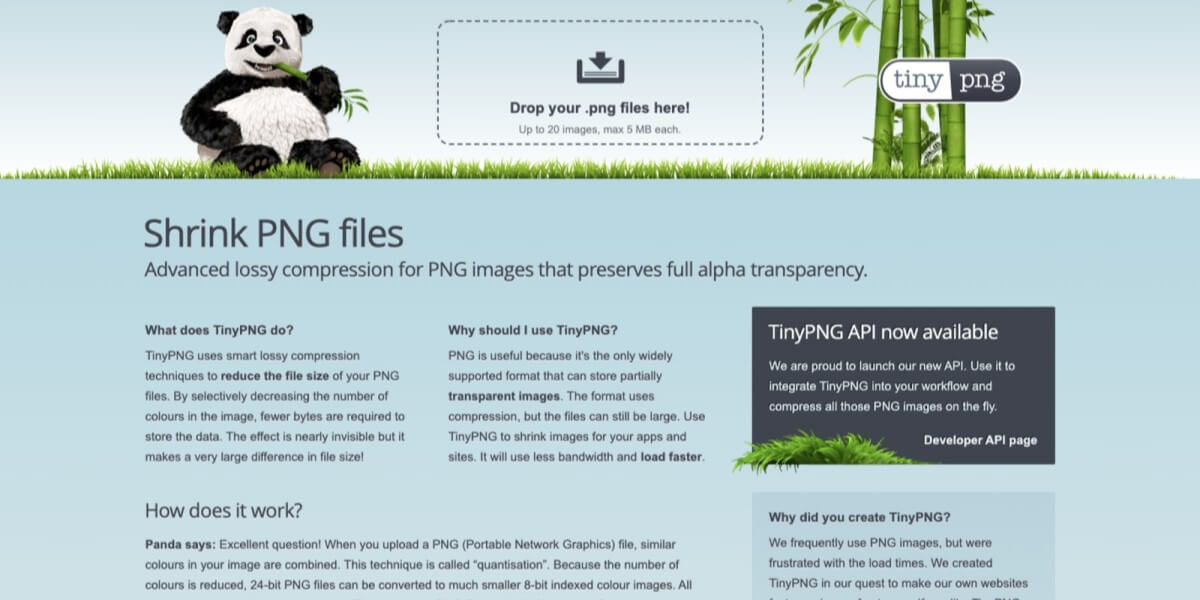 Drop your .png files here!
Up to 20 images, max 5 MB each.
tiny png
Shrink PNG files
Advanced lossy compression for PNG images that preserves full alpha transparency.
What does TinyPNG do?
TinyPNG uses smart lossy compression
techniques to reduce the file size of your PNG
files. By selectively decreasing the number of
colours in the image, fewer bytes are required to
store the data. The effect is nearly invisible but it
makes a very large difference in file size!
Why should I use TinyPNG?
PNG is useful because it's the only widely
supported format that can store partially
transparent images. The format uses
compression, but the files can still be large. Use
TinyPNG to shrink images for your apps and
sites. It will use less bandwidth and load faster.
TinyPNG API now available
We are proud to launch our new API. Use it to
integrate TinyPNG into your workflow and
compress all those PNG images on the fly.
Developer API page
How does it work?
Panda says: Excellent question! When you upload a PNG (Portable Network Graphics) file, similar
colours in your image are combined. This technique is called “quantisation”. Because the number of
colours is reduced, 24-bit PNG files can be converted to much smaller 8-bit indexed colour images. All
Why did you create TinyPNG?
We frequently use PNG images, but were
frustrated with the load times. We created
TinyPNG in our quest to make our own websites